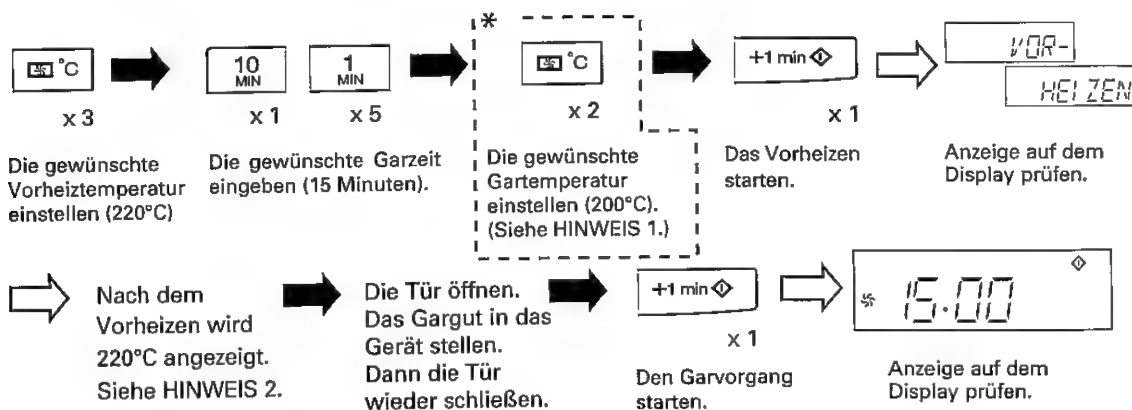 *
°C
x 3
Die gewünschte
Vorheiztemperatur
einstellen (220°C)
10
MIN
x 1
1
MIN
x 5
Die gewünschte Garzeit
eingeben (15 Minuten).
°C
x 2
Die gewünschte
Gartemperatur
einstellen (200°C).
(Siehe HINWEIS 1.)
+1 min
x 1
Das Vorheizen
starten.
VOR-
HEIZEN
Anzeige auf dem
Display prüfen.
Nach dem
Vorheizen wird
220°C angezeigt.
Siehe HINWEIS 2.
Die Tür öffnen.
Das Gargut in das
Gerät stellen.
Dann die Tür
wieder schließen.
+1 min
x 1
Den Garvorgang
starten.
15.00
Anzeige auf dem
Display prüfen.